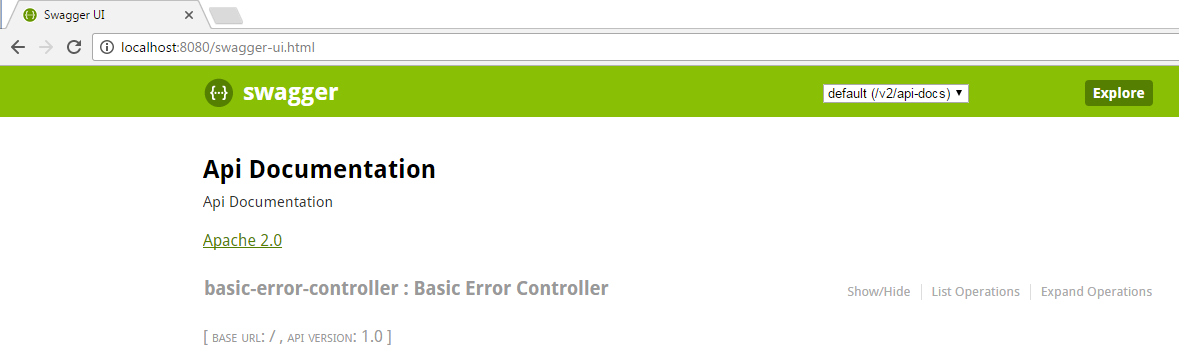 Swagger UI
localhost:8080/swagger-ui.html
{···} swagger default (/v2/api-docs) Explore
Api Documentation
Api Documentation
Apache 2.0
basic-error-controller : Basic Error Controller Show/Hide List Operations Expand Operations
[ BASE URL: / , API VERSION: 1.0 ]